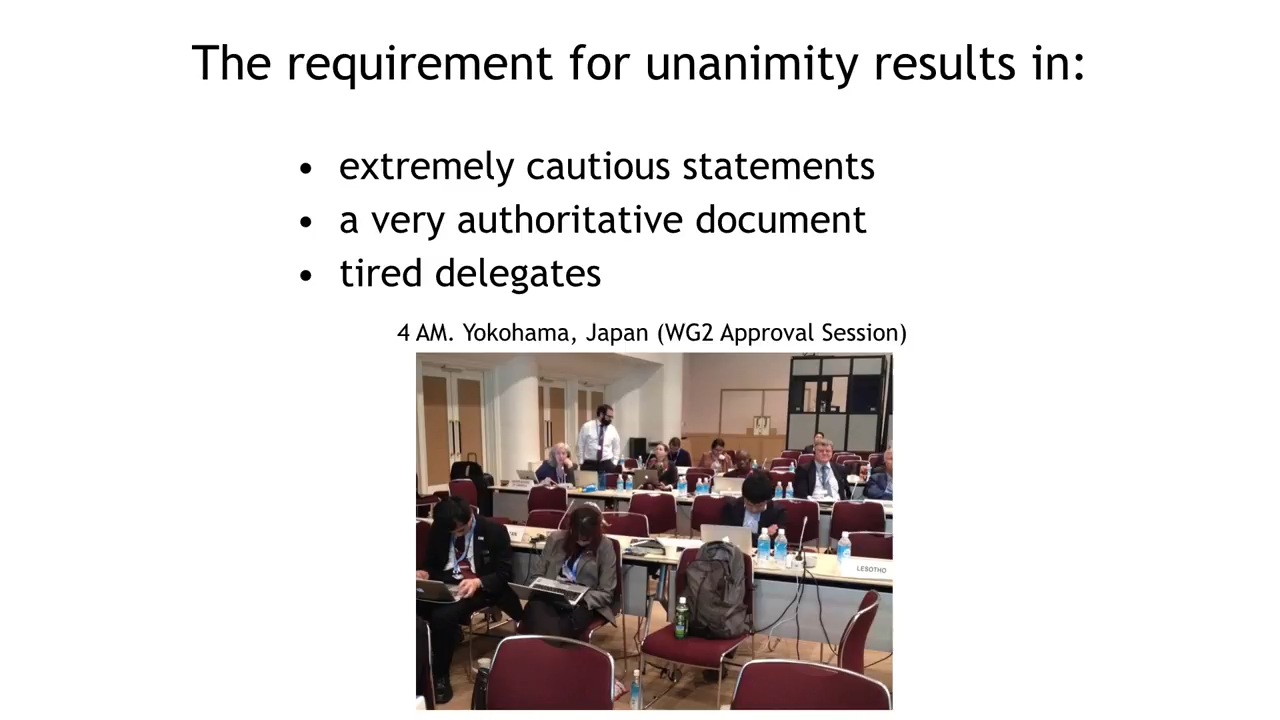 The requirement for unanimity results in:
• extremely cautious statements
• a very authoritative document
• tired delegates
4 AM. Yokohama, Japan (WG2 Approval Session)
LESOTHO